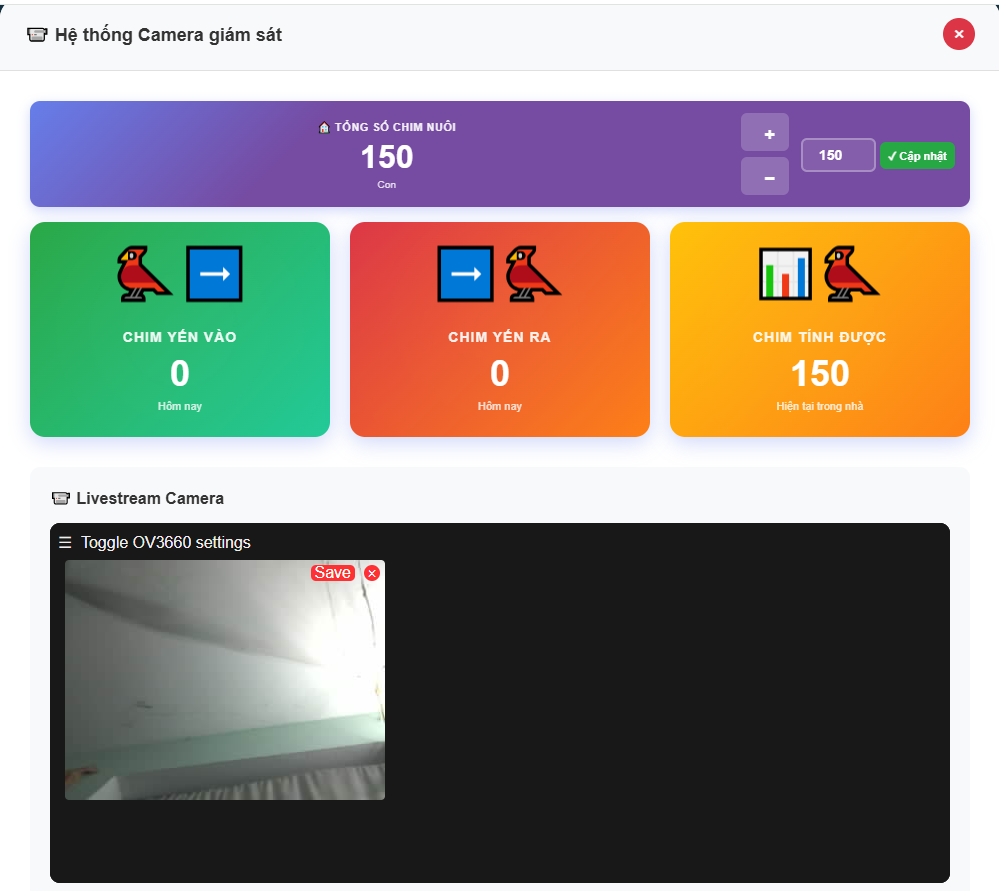 Hệ thống Camera giám sát
TỔNG SỐ CHIM NUÔI
150
Con
+
−
150
✓ Cập nhật
CHIM YẾN VÀO
0
Hôm nay
CHIM YẾN RA
0
Hôm nay
CHIM TÍNH ĐƯỢC
150
Hiện tại trong nhà
Livestream Camera
☰ Toggle OV3660 settings
Save ×